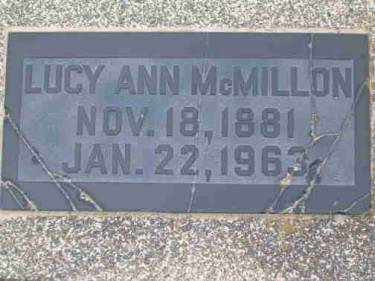 LUCY ANN McMILLON
NOV. 18, 1881
JAN. 22, 1963